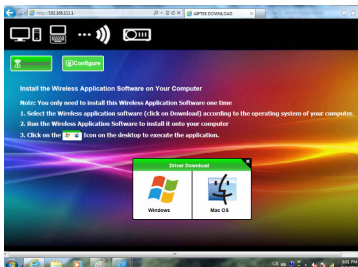 http://192.168.111.1
AIPTEK DOWNLOAD
Configure
Install the Wireless Application Software on Your Computer
Note: You only need to install this Wireless Application Software one time
1. Select the Wireless application software (click on Download) according to the operating system of your computer.
2. Run the Wireless Application Software to install it onto your computer
3. Click on the Icon on the desktop to execute the application.
Driver Download
Windows
Mac OS